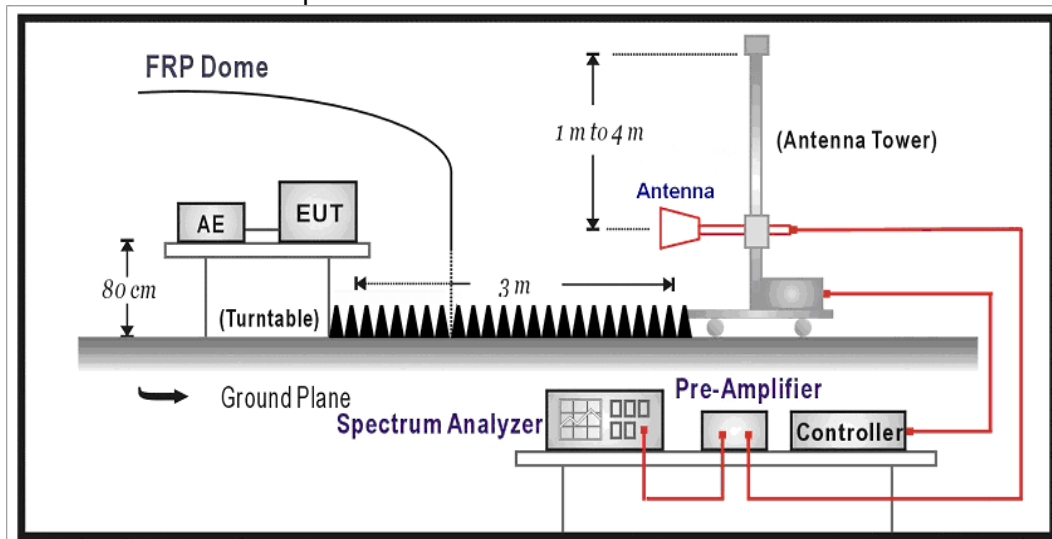 FRP Dome
1 m to 4 m
(Antenna Tower)
Antenna
AE
EUT
80 cm
3 m
(Turntable)
Ground Plane
Pre-Amplifier
Spectrum Analyzer
Controller